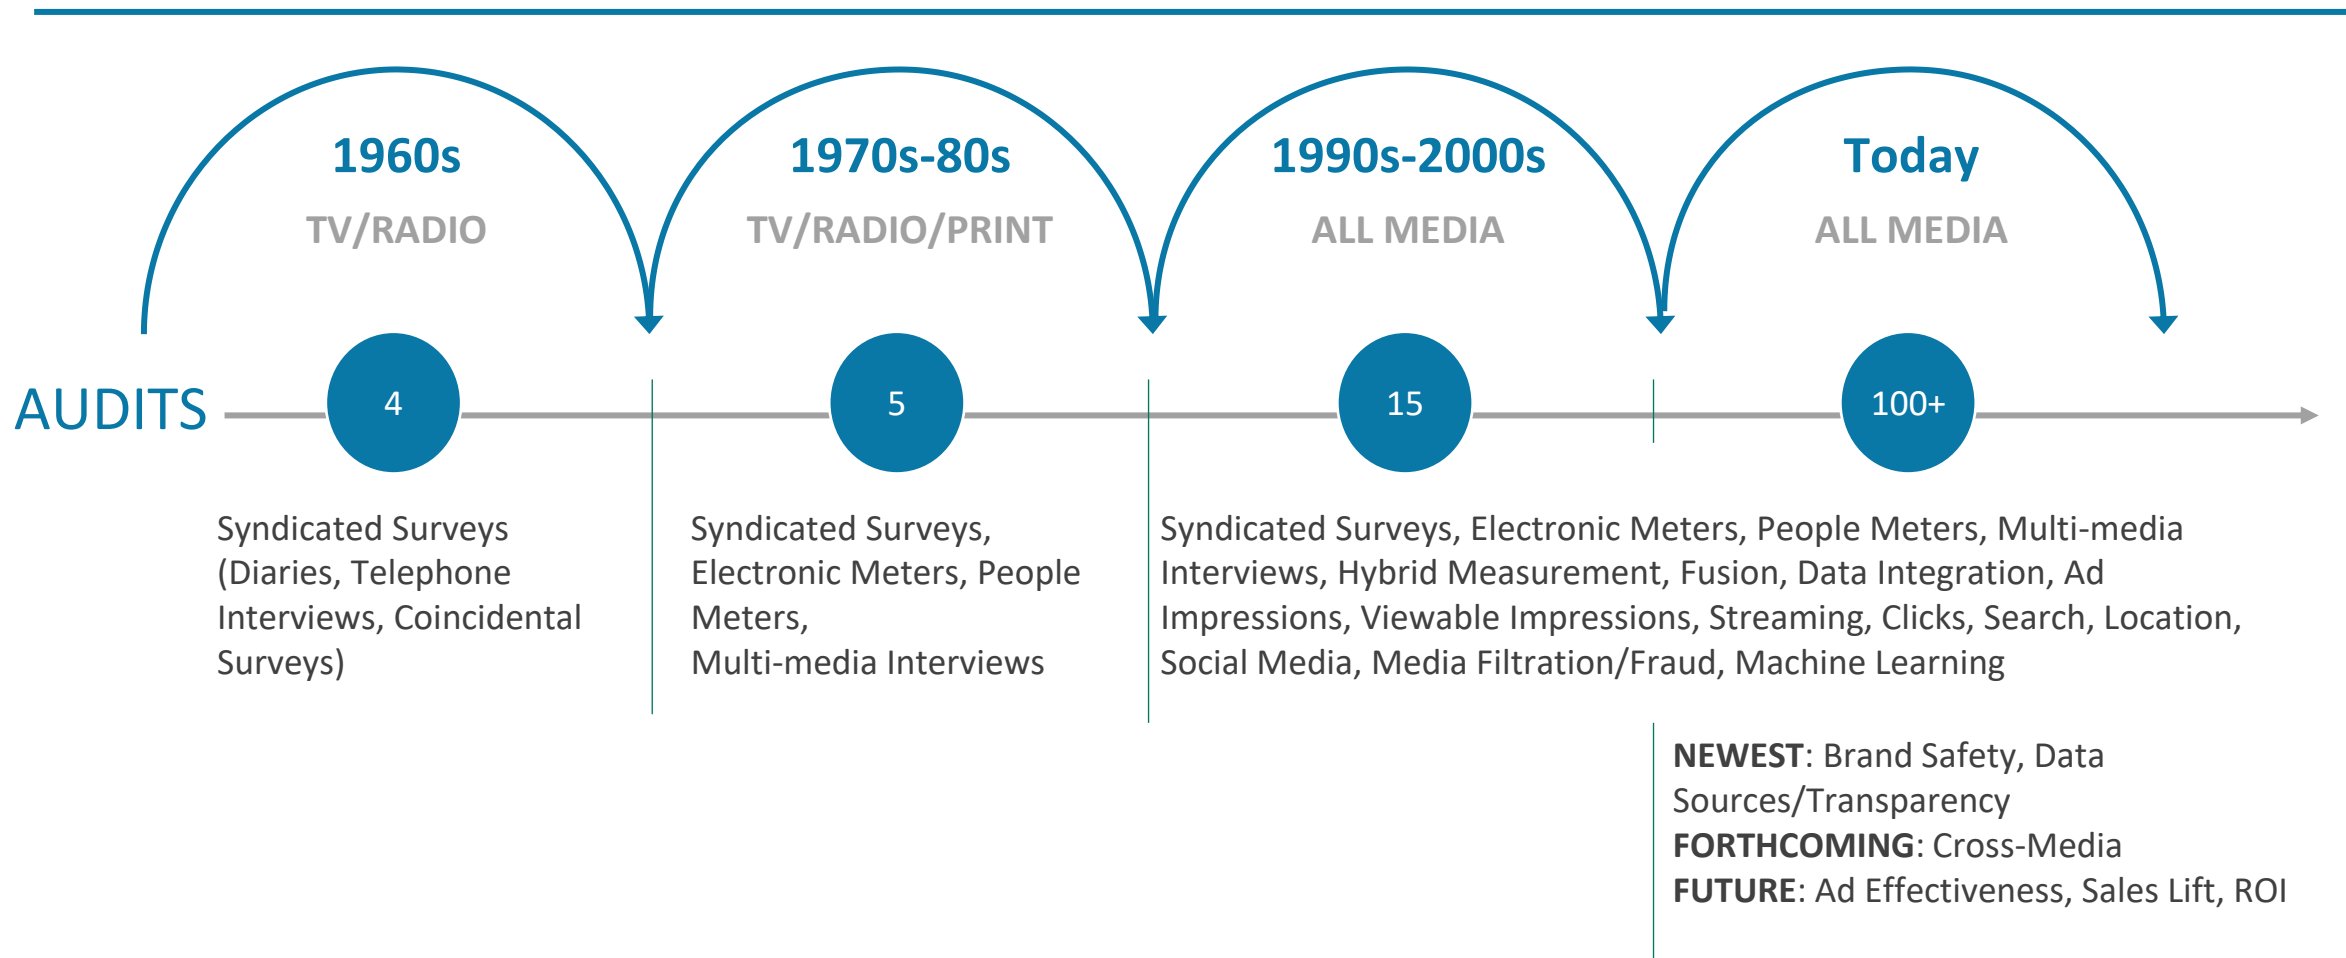 1960s
TV/RADIO
1970s-80s
TV/RADIO/PRINT
1990s-2000s
ALL MEDIA
Today
ALL MEDIA
AUDITS
4
5
15
100+
Syndicated Surveys
(Diaries, Telephone
Interviews, Coincidental
Surveys)
Syndicated Surveys,
Electronic Meters, People
Meters,
Multi-media Interviews
Syndicated Surveys, Electronic Meters, People Meters, Multi-media
Interviews, Hybrid Measurement, Fusion, Data Integration, Ad
Impressions, Viewable Impressions, Streaming, Clicks, Search, Location,
Social Media, Media Filtration/Fraud, Machine Learning
NEWEST: Brand Safety, Data
Sources/Transparency
FORTHCOMING: Cross-Media
FUTURE: Ad Effectiveness, Sales Lift, ROI